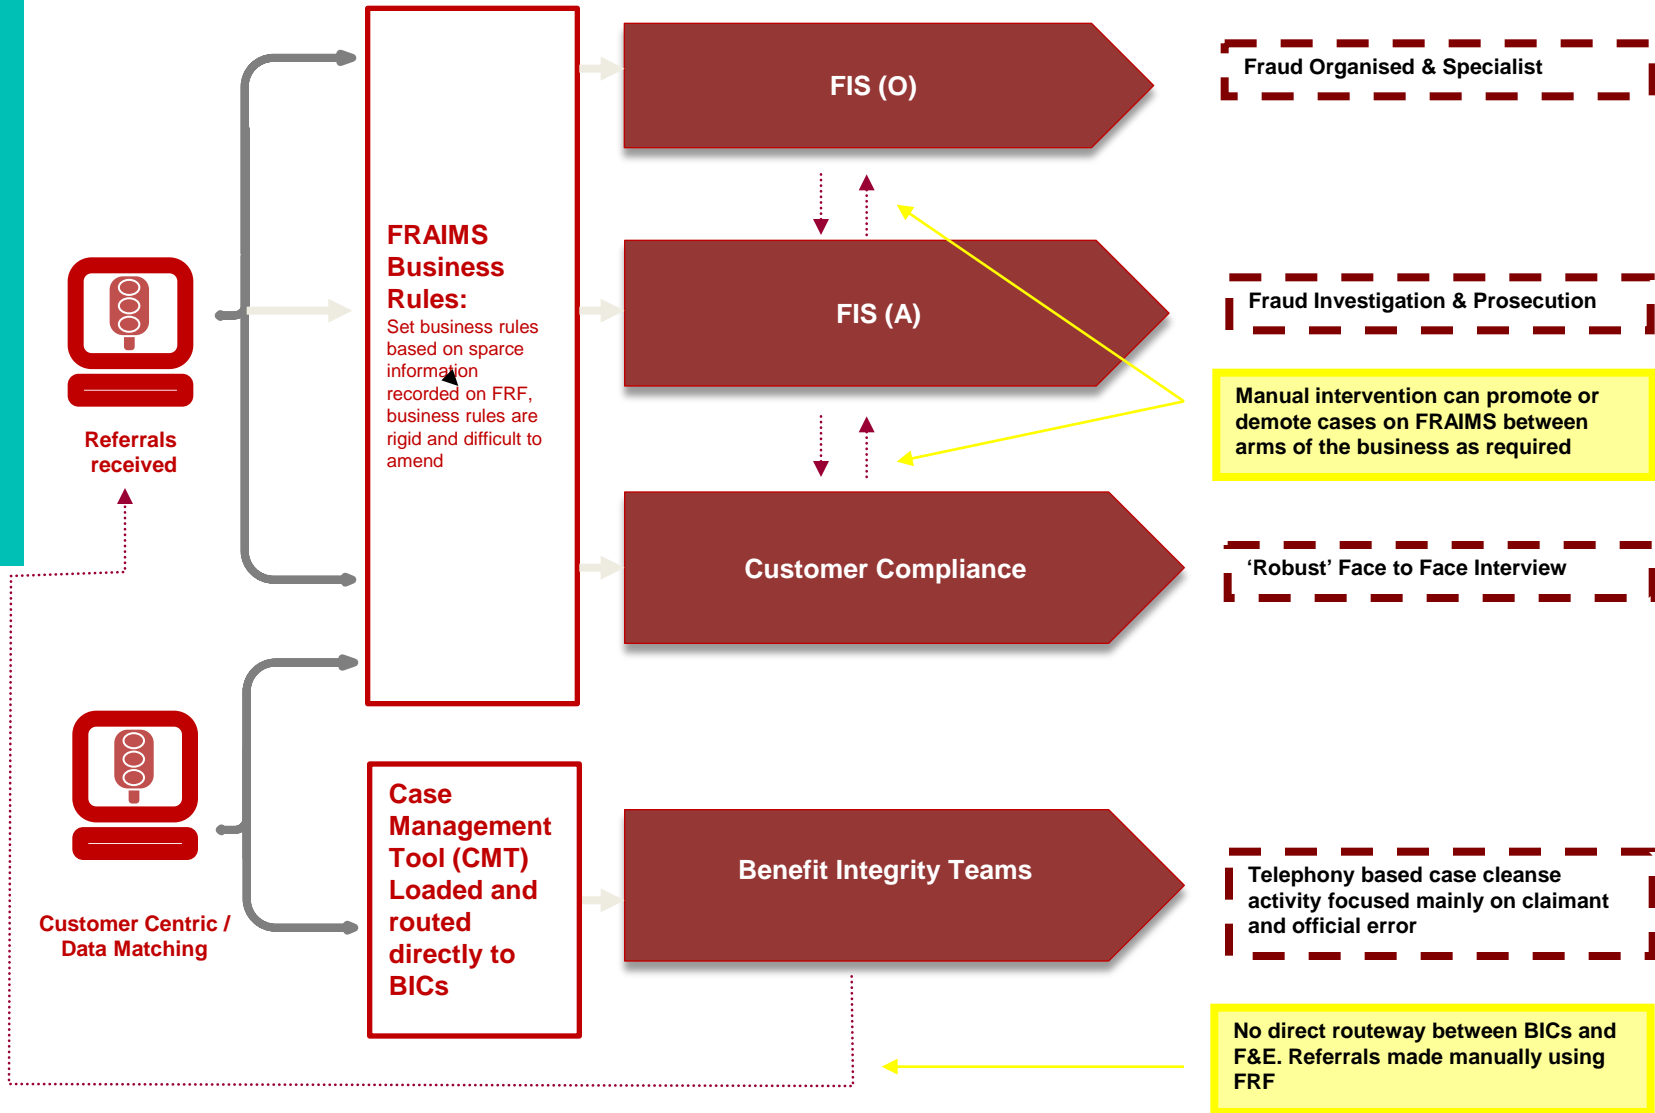 FIS (O)
Fraud Organised & Specialist
FRAIMS
Business
Rules:
Set business rules
based on sparce
information
recorded on FRF,
business rules are
rigid and difficult to
amend
FIS (A)
Fraud Investigation & Prosecution
Manual intervention can promote or
demote cases on FRAIMS between
arms of the business as required
Referrals
received
Customer Compliance
‘Robust’ Face to Face Interview
Customer Centric /
Data Matching
Case
Management
Tool (CMT)
Loaded and
routed
directly to
BICs
Benefit Integrity Teams
Telephony based case cleanse
activity focused mainly on claimant
and official error
No direct routeway between BICs and
F&E. Referrals made manually using
FRF